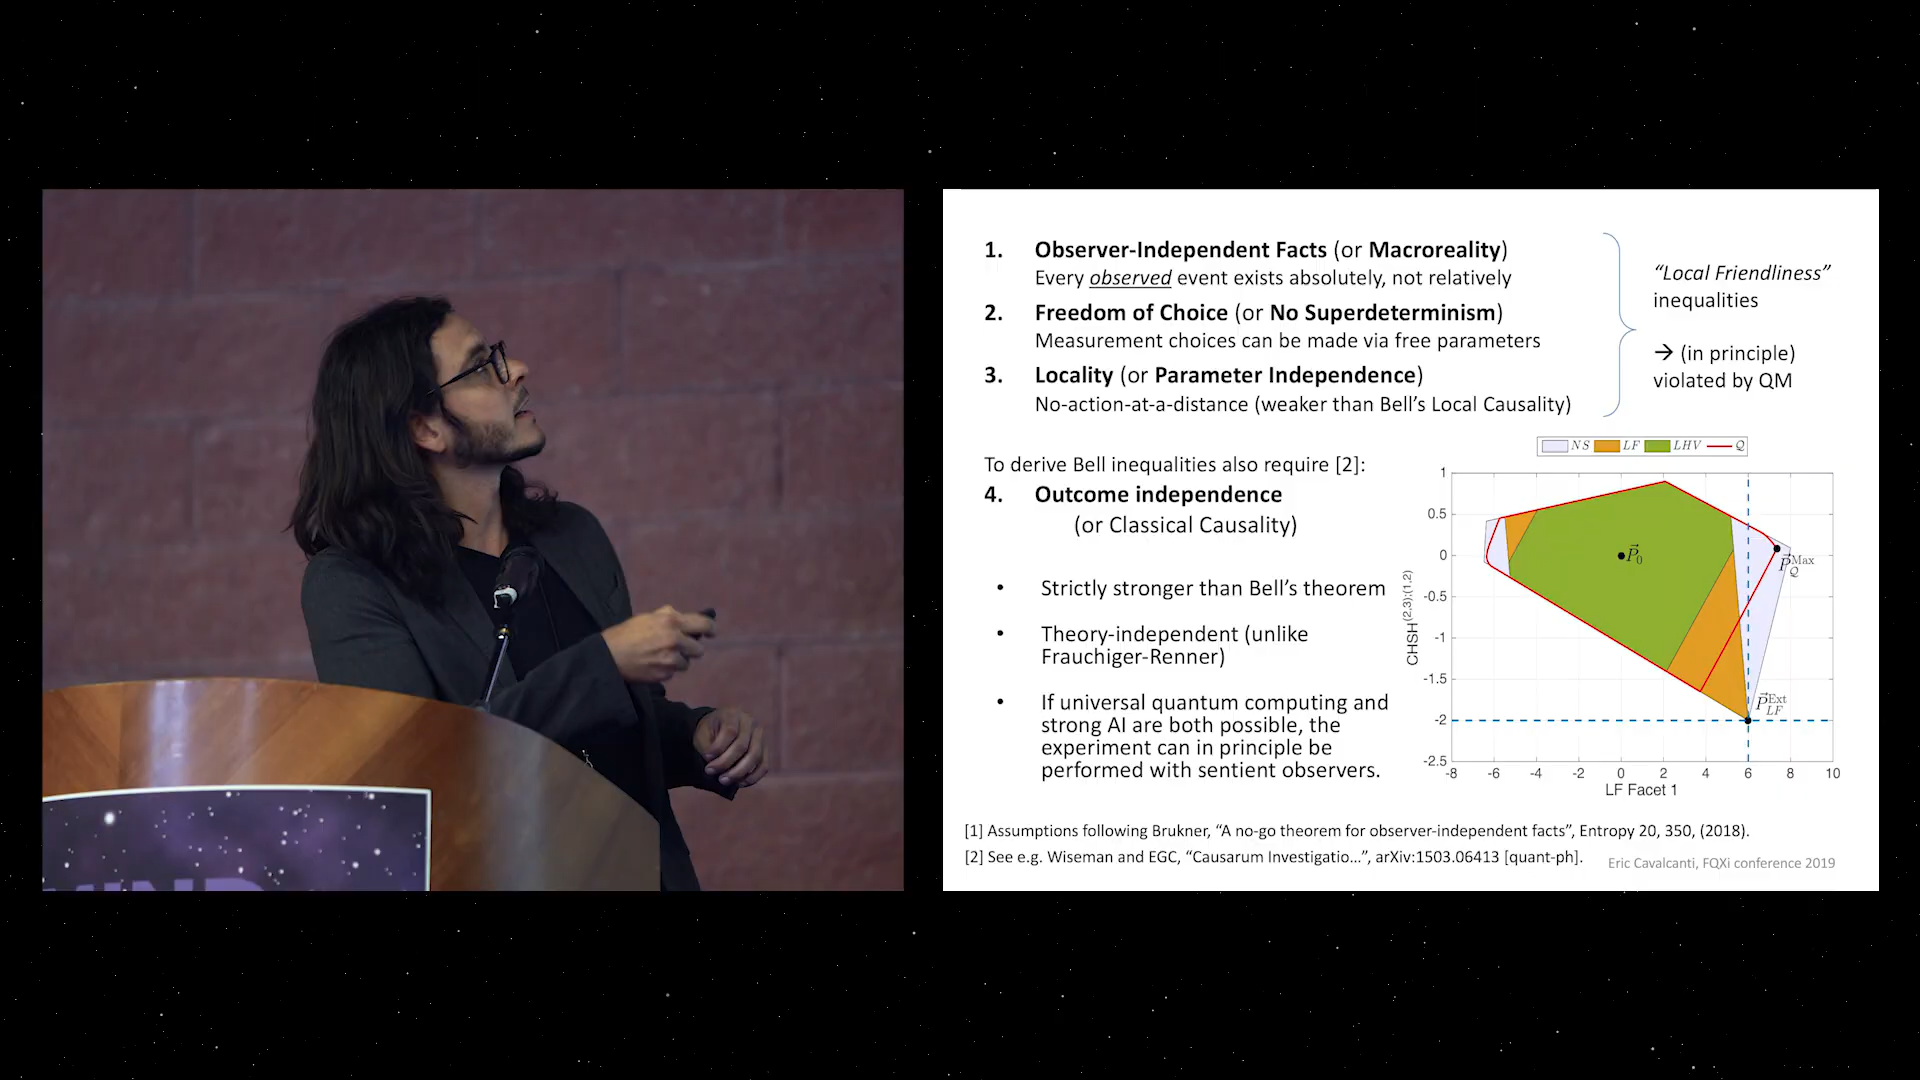 1. Observer-Independent Facts (or Macroreality)
Every observed event exists absolutely, not relatively
2. Freedom of Choice (or No Superdeterminism)
Measurement choices can be made via free parameters
3. Locality (or Parameter Independence)
No-action-at-a-distance (weaker than Bell’s Local Causality)
“Local Friendliness”
inequalities
→ (in principle)
violated by QM
To derive Bell inequalities also require [2]:
4. Outcome independence
(or Classical Causality)
• Strictly stronger than Bell’s theorem
• Theory-independent (unlike
Frauchiger-Renner)
• If universal quantum computing and
strong AI are both possible, the
experiment can in principle be
performed with sentient observers.
NS LF LHV Q
1
0.5
0
-0.5
-1
-1.5
-2
-2.5
CHSH(2,3);(1,2)
P⃗0
P⃗QMax
P⃗LFExt
-8 -6 -4 -2 0 2 4 6 8 10
LF Facet 1
[1] Assumptions following Brukner, “A no-go theorem for observer-independent facts”, Entropy 20, 350, (2018).
[2] See e.g. Wiseman and EGC, “Causarum Investigatio...”, arXiv:1503.06413 [quant-ph].
Eric Cavalcanti, FQXi conference 2019
MIND